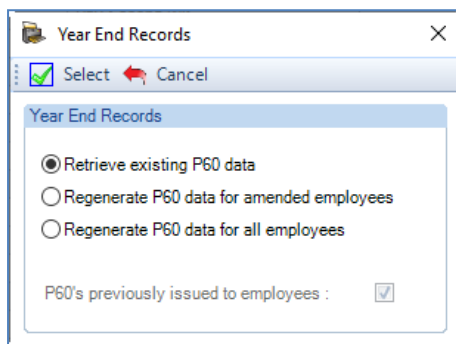 Year End Records
Select Cancel
Year End Records
Retrieve existing P60 data
Regenerate P60 data for amended employees
Regenerate P60 data for all employees
P60's previously issued to employees :